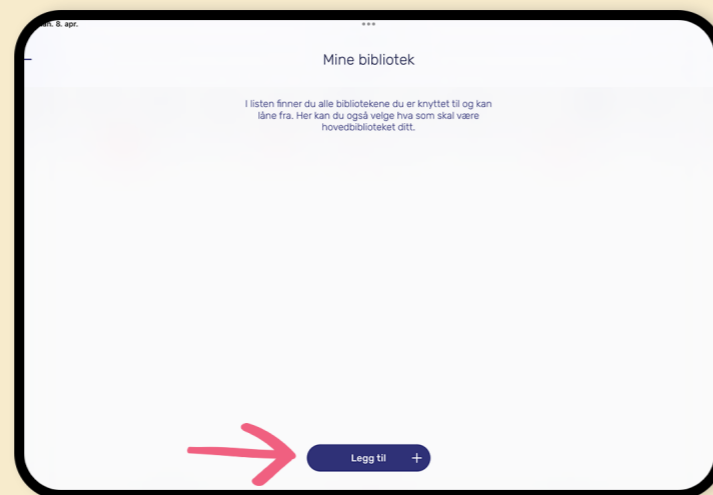 8. apr.
Mine bibliotek
I listen finner du alle bibliotekene du er knyttet til og kan
låne fra. Her kan du også velge hva som skal være
hovedbiblioteket ditt.
Legg til +